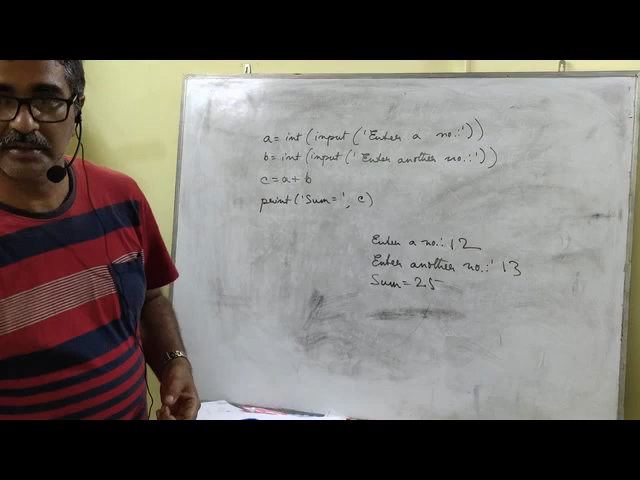 a = int (input ('Enter a no.:'))
b = int (input ('Enter another no.:'))
c = a + b
print ('Sum=', c)
Enter a no.: 12
Enter another no.: 13
Sum = 25